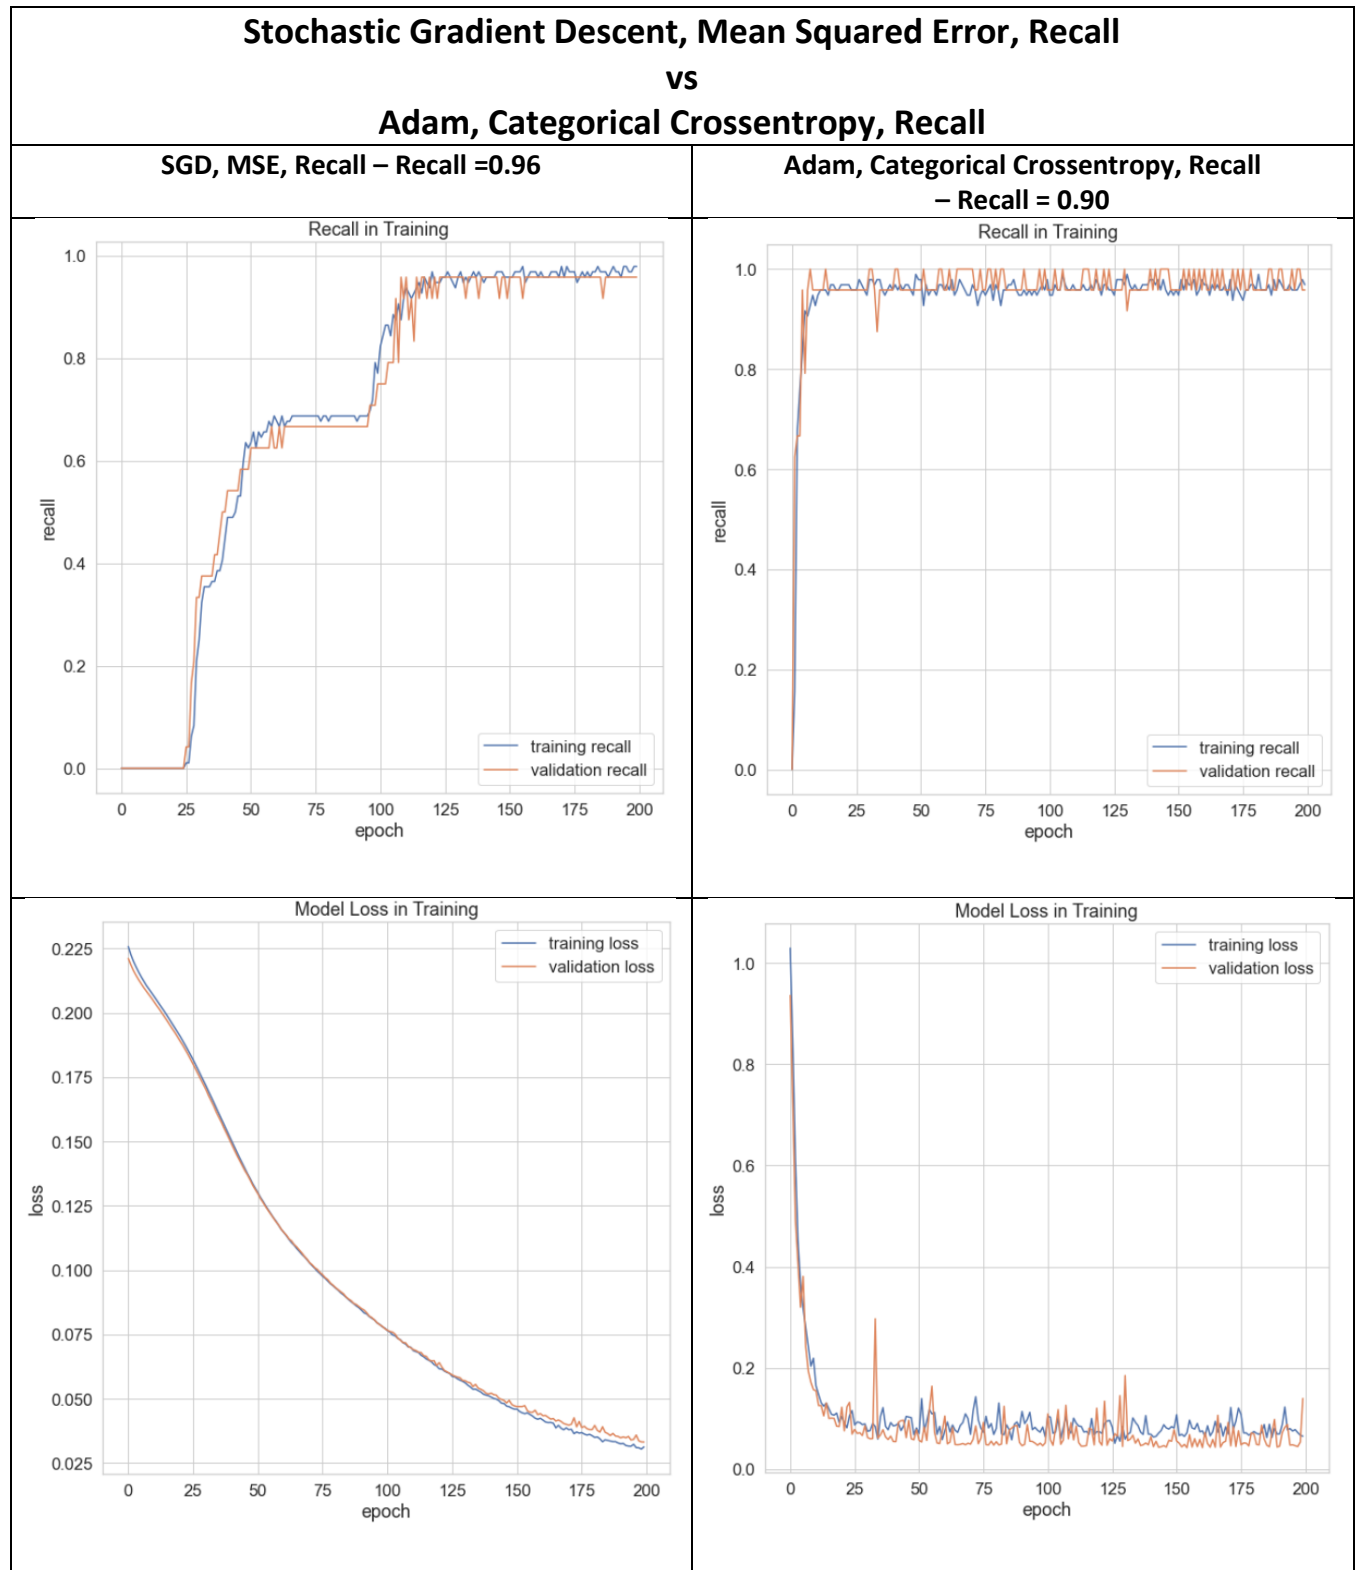 Stochastic Gradient Descent, Mean Squared Error, Recall
vs
Adam, Categorical Crossentropy, Recall
SGD, MSE, Recall – Recall =0.96
Adam, Categorical Crossentropy, Recall
– Recall = 0.90
Recall in Training
1.0
0.8
0.6
0.4
0.2
0.0
recall
training recall
validation recall
0 25 50 75 100 125 150 175 200
epoch
Recall in Training
1.0
0.8
0.6
0.4
0.2
0.0
recall
training recall
validation recall
0 25 50 75 100 125 150 175 200
epoch
Model Loss in Training
training loss
validation loss
0.225
0.200
0.175
0.150
0.125
0.100
0.075
0.050
0.025
loss
0 25 50 75 100 125 150 175 200
epoch
Model Loss in Training
training loss
validation loss
1.0
0.8
0.6
0.4
0.2
0.0
loss
0 25 50 75 100 125 150 175 200
epoch